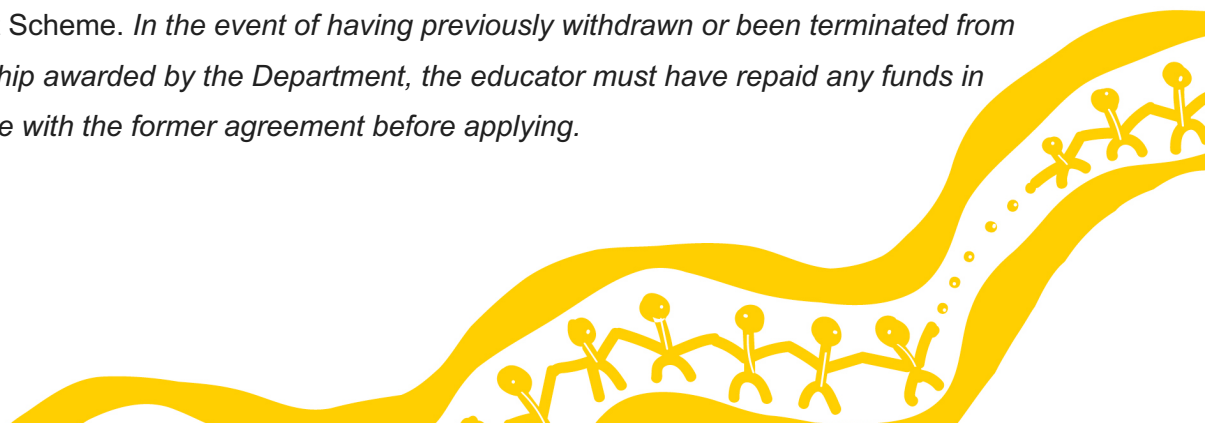 Scheme. In the event of having previously withdrawn or been terminated from
hip awarded by the Department, the educator must have repaid any funds in
e with the former agreement before applying.